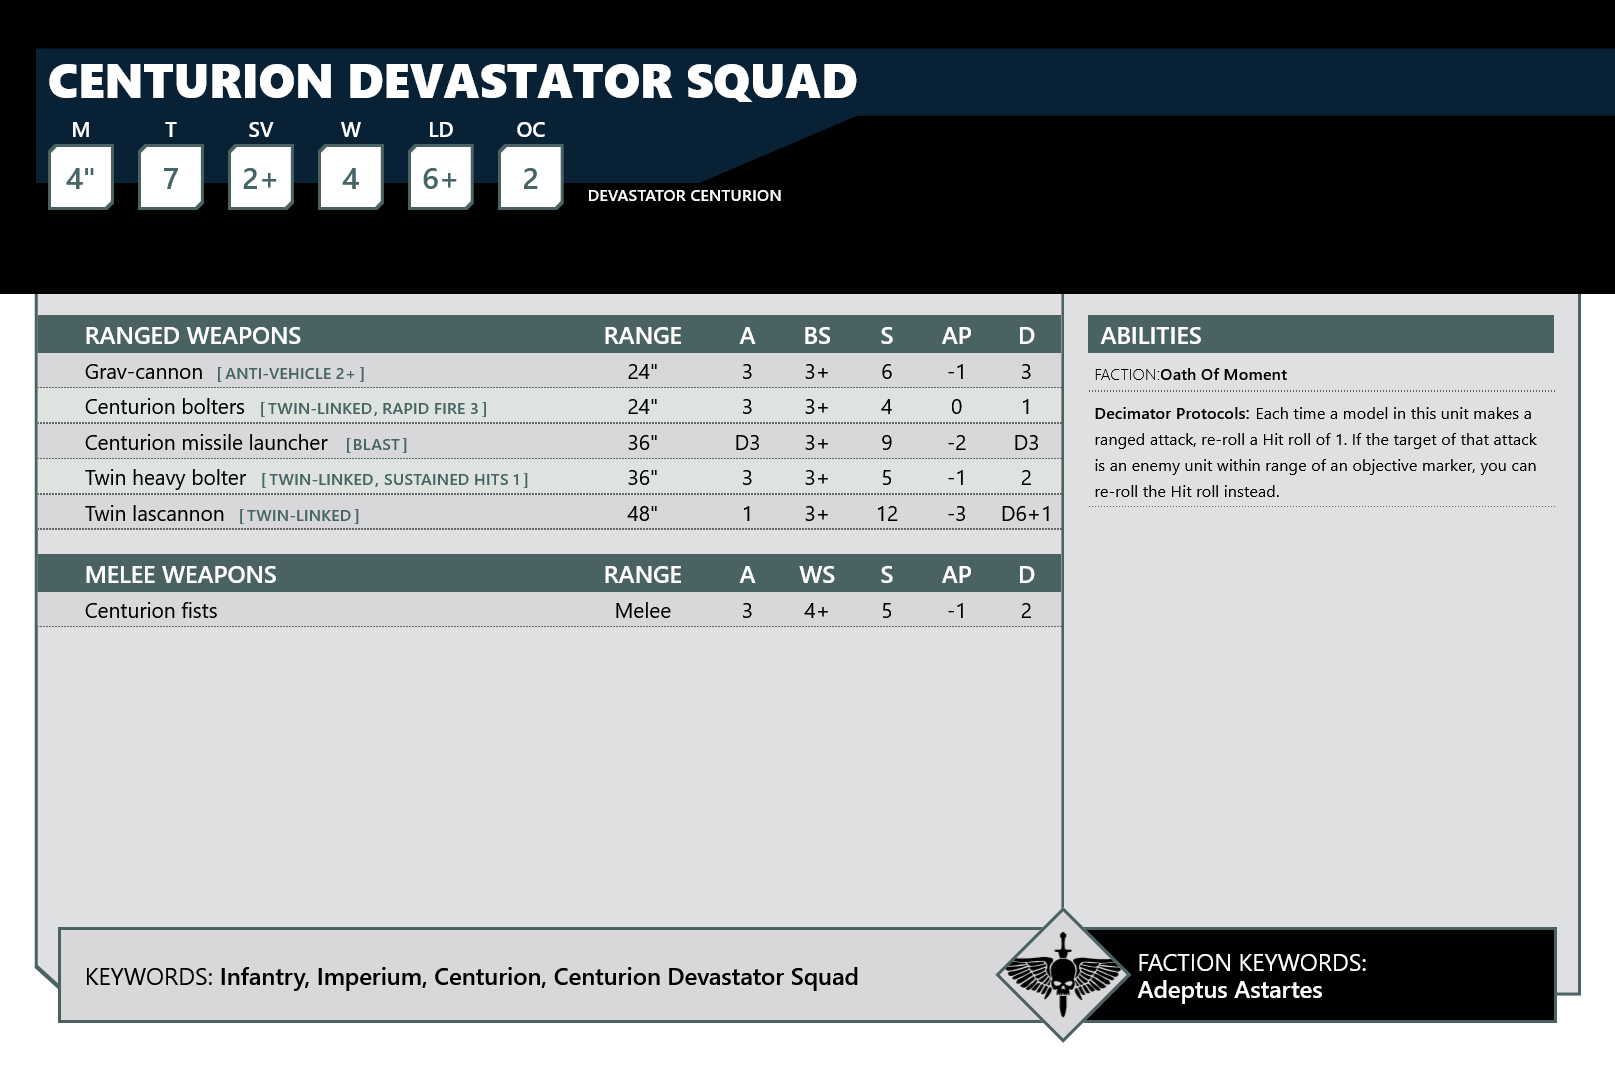 CENTURION DEVASTATOR SQUAD
M T SV W LD OC
4" 7 2+ 4 6+ 2
DEVASTATOR CENTURION
RANGED WEAPONS RANGE A BS S AP D
Grav-cannon [ANTI-VEHICLE 2+] 24" 3 3+ 6 -1 3
Centurion bolters [TWIN-LINKED, RAPID FIRE 3] 24" 3 3+ 4 0 1
Centurion missile launcher [BLAST] 36" D3 3+ 9 -2 D3
Twin heavy bolter [TWIN-LINKED, SUSTAINED HITS 1] 36" 3 3+ 5 -1 2
Twin lascannon [TWIN-LINKED] 48" 1 3+ 12 -3 D6+1
MELEE WEAPONS RANGE A WS S AP D
Centurion fists Melee 3 4+ 5 -1 2
ABILITIES
FACTION:Oath Of Moment
Decimator Protocols: Each time a model in this unit makes a
ranged attack, re-roll a Hit roll of 1. If the target of that attack
is an enemy unit within range of an objective marker, you can
re-roll the Hit roll instead.
KEYWORDS: Infantry, Imperium, Centurion, Centurion Devastator Squad
FACTION KEYWORDS:
Adeptus Astartes